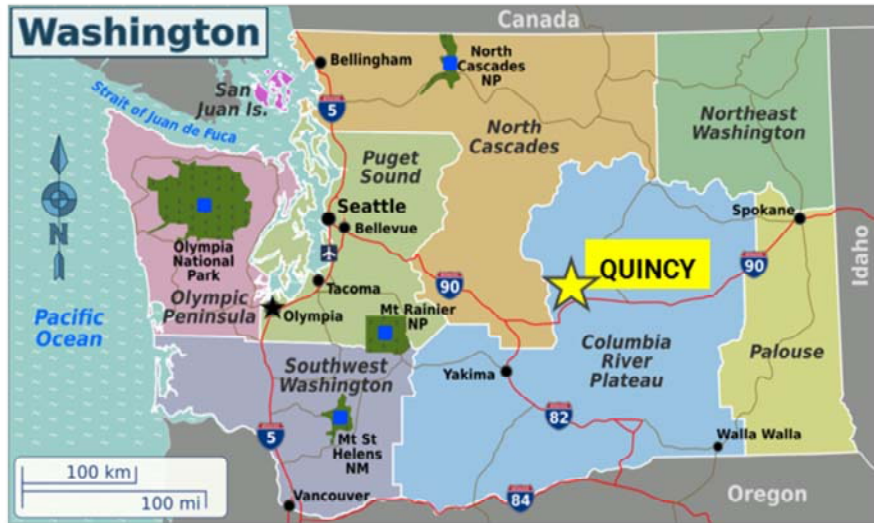 Washington
Canada
Bellingham
North
Cascades
NP
San
Juan Is.
Strait of Juan de Fuca
5
North
Cascades
Northeast
Washington
Puget
Sound
Seattle
Bellevue
Spokane
N
Olympia
National
Park
Olympic
Peninsula
Tacoma
Olympia
90
Mt Rainier
NP
QUINCY
90
Idaho
Pacific
Ocean
Southwest
Washington
Yakima
Columbia
River
Plateau
Palouse
82
5
Mt St
Helens
NM
Walla Walla
100 km
100 mi
Vancouver
84
Oregon